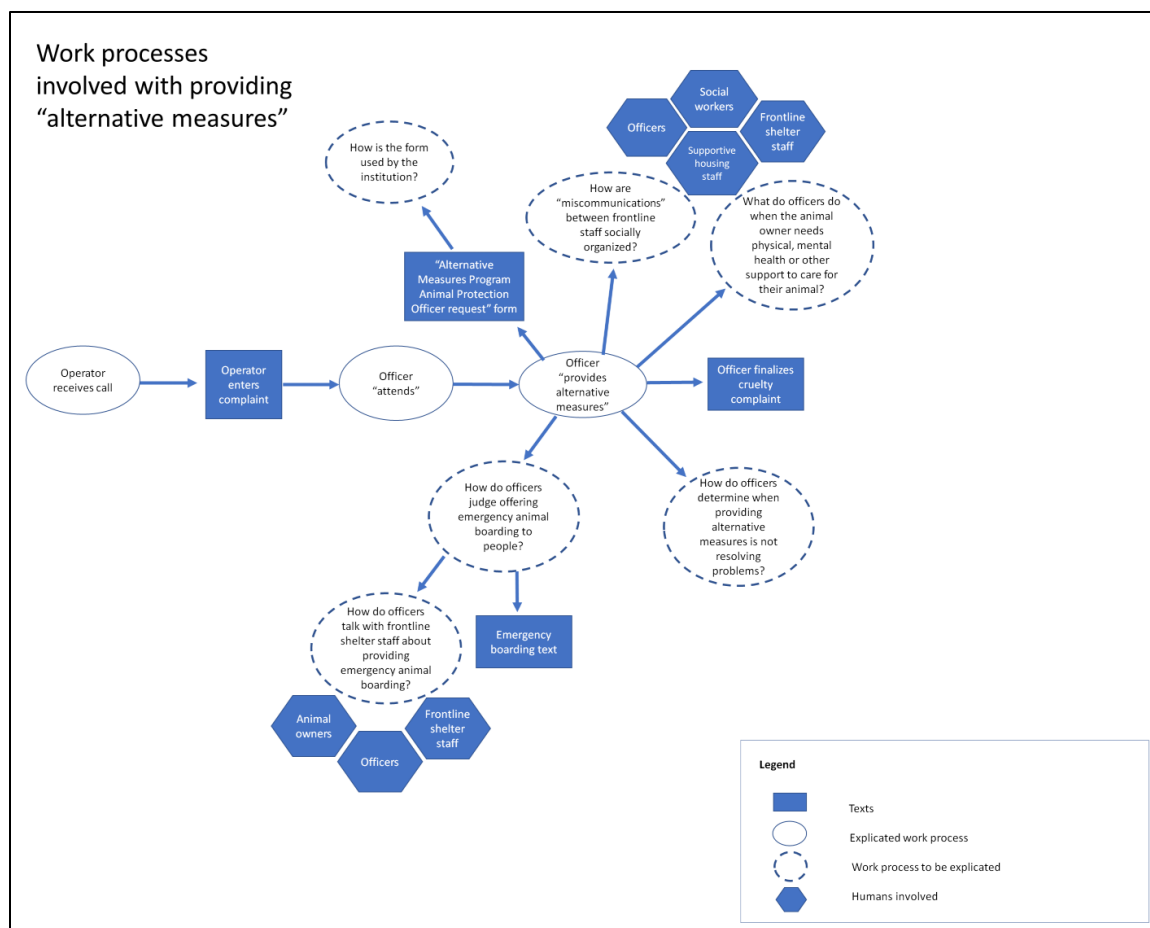 Work processes
involved with providing
“alternative measures”
Social
workers
Officers
Frontline
shelter
staff
Supportive
housing
staff
How is the form
used by the
institution?
How are
“miscommunications”
between frontline
staff socially
organized?
What do officers do
when the animal
owner needs
physical, mental
health or other
support to care for
their animal?
“Alternative
Measures Program
Animal Protection
Officer request” form
Operator
receives call
Operator
enters
complaint
Officer
“attends”
Officer
“provides
alternative
measures”
Officer finalizes
cruelty
complaint
How do officers
judge offering
emergency animal
boarding to
people?
How do officers
determine when
providing
alternative
measures is not
resolving
problems?
How do officers
talk with frontline
shelter staff about
providing
emergency animal
boarding?
Emergency
boarding text
Animal
owners
Officers
Frontline
shelter
staff
Legend
Texts
Explicated work process
Work process to be explicated
Humans involved